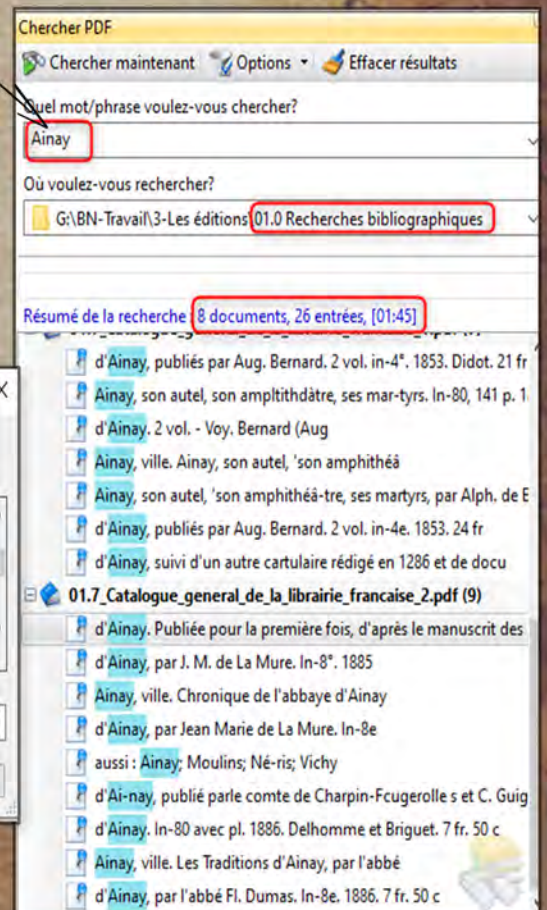 Chercher PDF
Chercher maintenant Options Effacer résultats
Quel mot/phrase voulez-vous chercher?
Ainay
Où voulez-vous rechercher?
G:\BN-Travail\3-Les éditions\01.0 Recherches bibliographiques
Résumé de la recherche : 8 documents, 26 entrées, [01:45]
d'Ainay, publiés par Aug. Bernard. 2 vol. in-4°. 1853. Didot. 21 fr
Ainay, son autel, son ampltithdàtre, ses mar-tyrs. In-80, 141 p. 1
d'Ainay. 2 vol. - Voy. Bernard (Aug
Ainay, ville. Ainay, son autel, 'son amphithéâ
Ainay, son autel, 'son amphithéâ-tre, ses martyrs, par Alph. de B
d'Ainay, publiés par Aug. Bernard. 2 vol. in-4e. 1853. 24 fr
d'Ainay, suivi d'un autre cartulaire rédigé en 1286 et de docu
01.7_Catalogue_general_de_la_librairie_francaise_2.pdf (9)
d'Ainay. Publiée pour la première fois, d'après le manuscrit des
d'Ainay, par J. M. de La Mure. In-8°. 1885
Ainay, ville. Chronique de l'abbaye d'Ainay
d'Ainay, par Jean Marie de La Mure. In-8e
aussi : Ainay; Moulins; Né-ris; Vichy
d'Ai-nay, publié parle comte de Charpin-Fcugerolle s et C. Guig
d'Ainay. In-80 avec pl. 1886. Delhomme et Briguet. 7 fr. 50 c
Ainay, ville. Les Traditions d'Ainay, par l'abbé
d'Ainay, par l'abbé Fl. Dumas. In-8e. 1886. 7 fr. 50 c